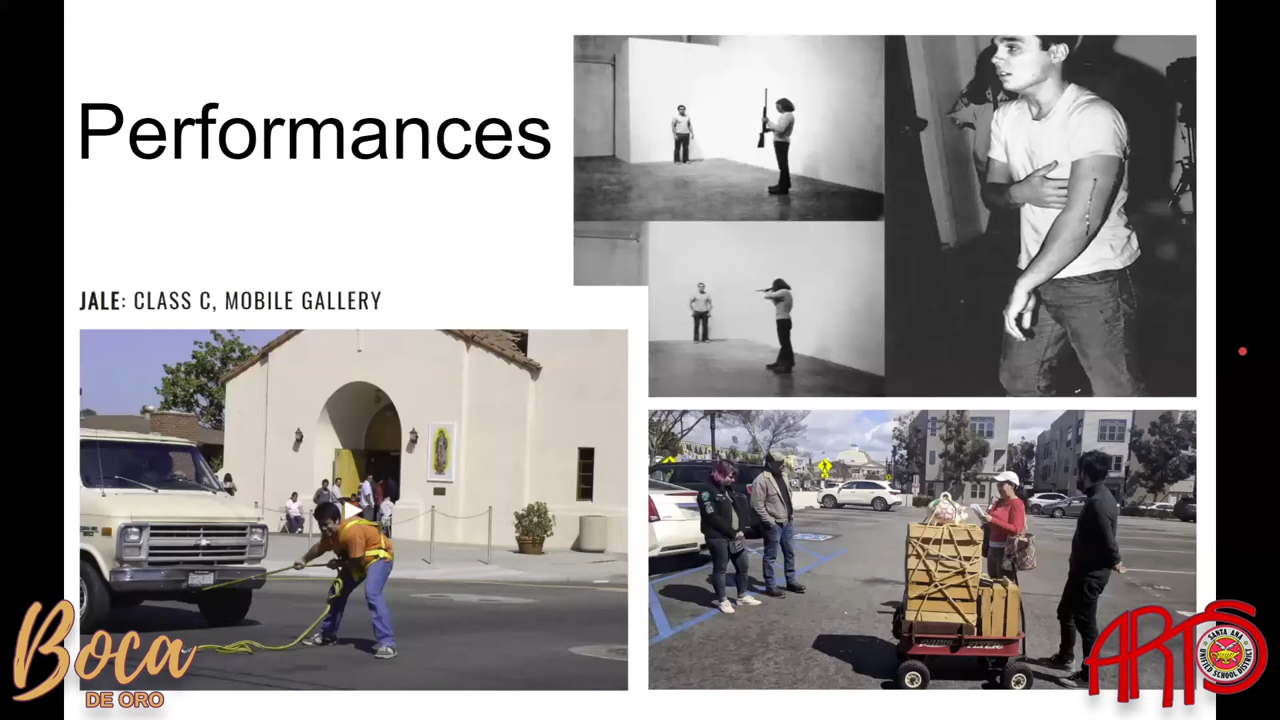 Performances
JALE: CLASS C, MOBILE GALLERY
Boca
DE ORO
ARTS
SANTA ANA
UNIFIED SCHOOL DISTRICT